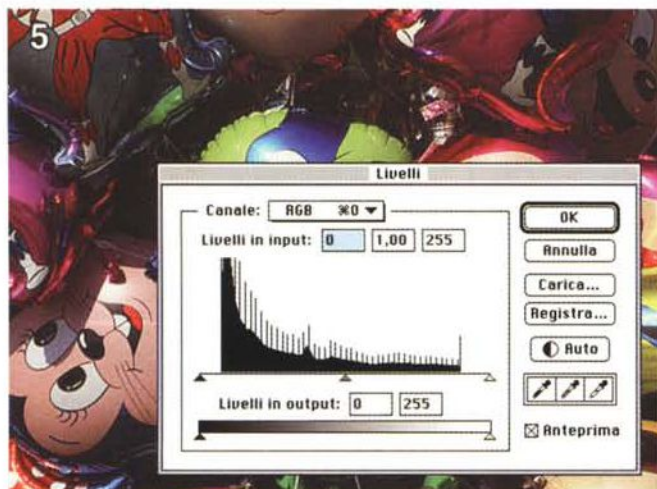 5
Livelli
Canale: RGB ⌘0
OK
Livelli in input: 0 1,00 255
Annulla
Carica...
Registra...
Auto
Livelli in output: 0 255
Anteprima